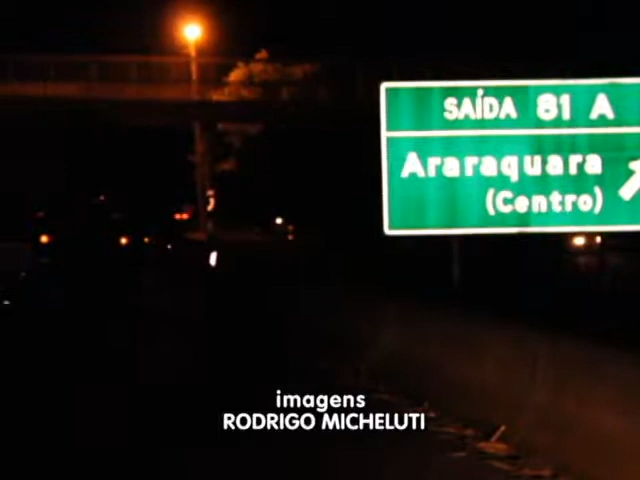 SAÍDA 81 A
Araraquara
(Centro)
imagens
RODRIGO MICHELUTI